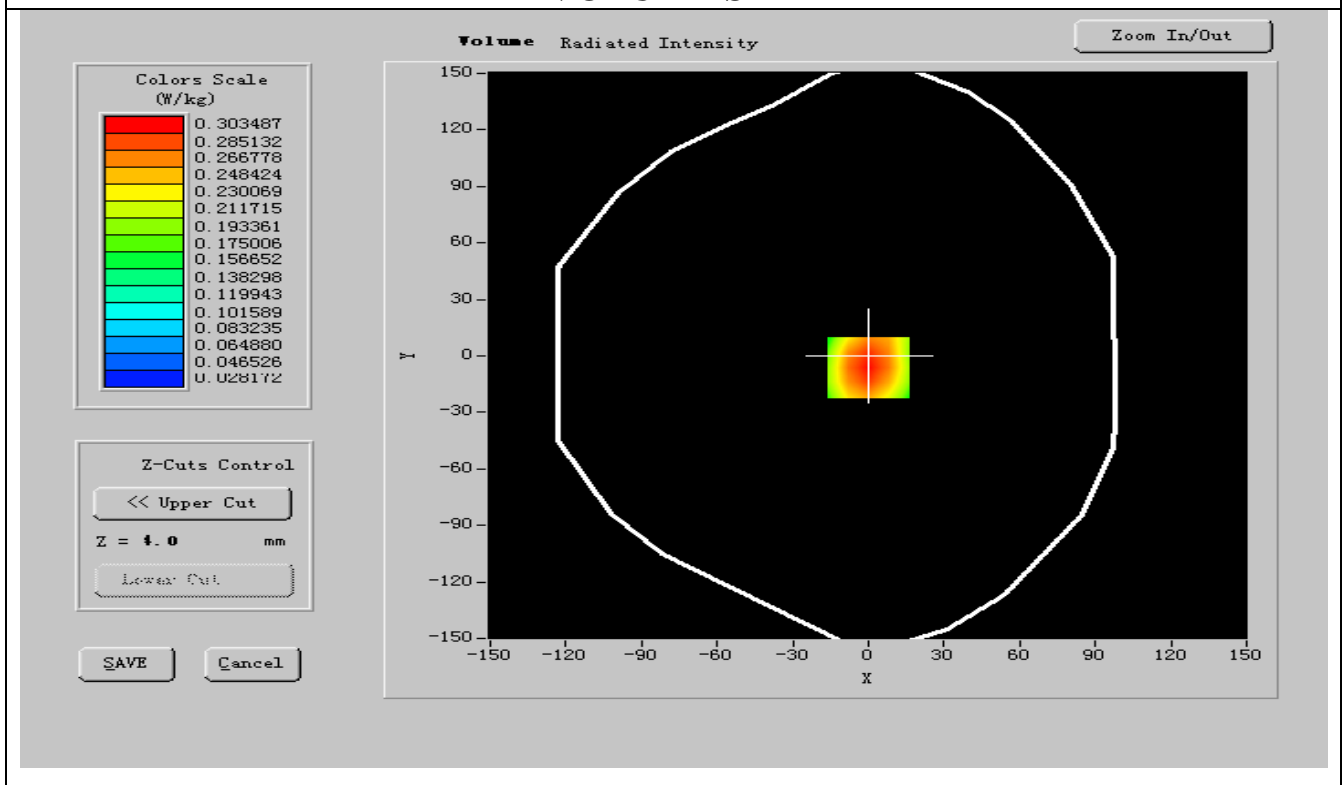 Volume Radiated Intensity
Zoom In/Out
Colors Scale
(W/kg)
0.303487
0.285132
0.266778
0.248424
0.230069
0.211715
0.193361
0.175006
0.156652
0.138298
0.119943
0.101589
0.083235
0.064880
0.046526
0.028172
Z-Cuts Control
<< Upper Cut
Z = 4.0 mm
Lower Cut
SAVE Cancel
150
120
90
60
30
0
-30
-60
-90
-120
-150
Y
-150 -120 -90 -60 -30 0 30 60 90 120 150
X